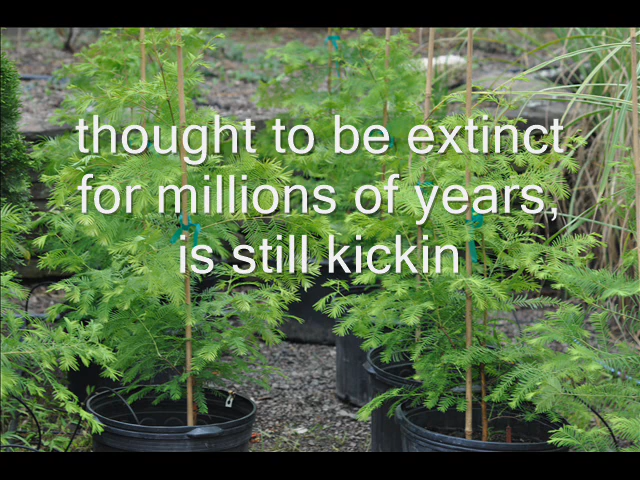 thought to be extinct
for millions of years,
is still kickin